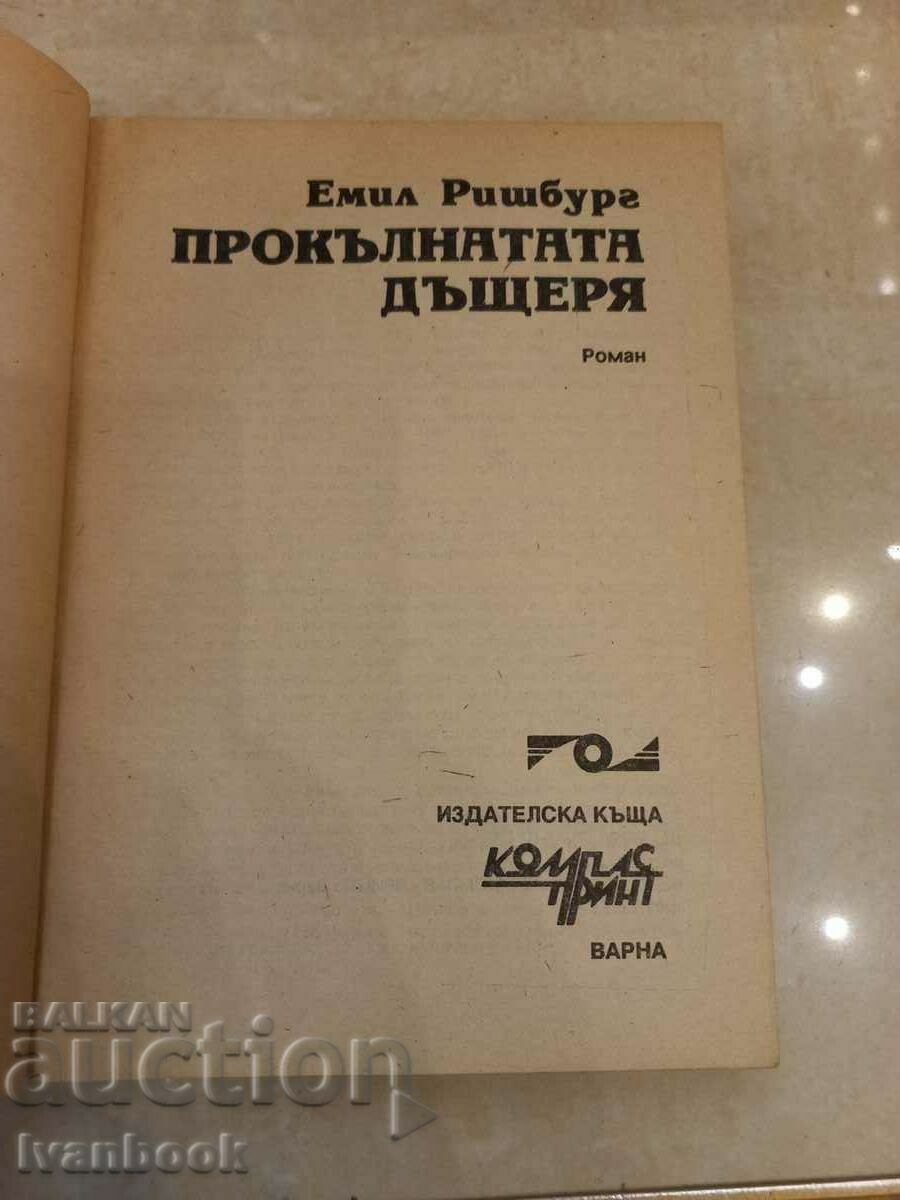 Емил Ришбург
ПРОКЪЛНАТАТА
ДЪЩЕРЯ
Роман
ИЗДАТЕЛСКА КЪЩА
КОМПАС
ПРИНТ
ВАРНА
BALKAN
auction
Ivanbook